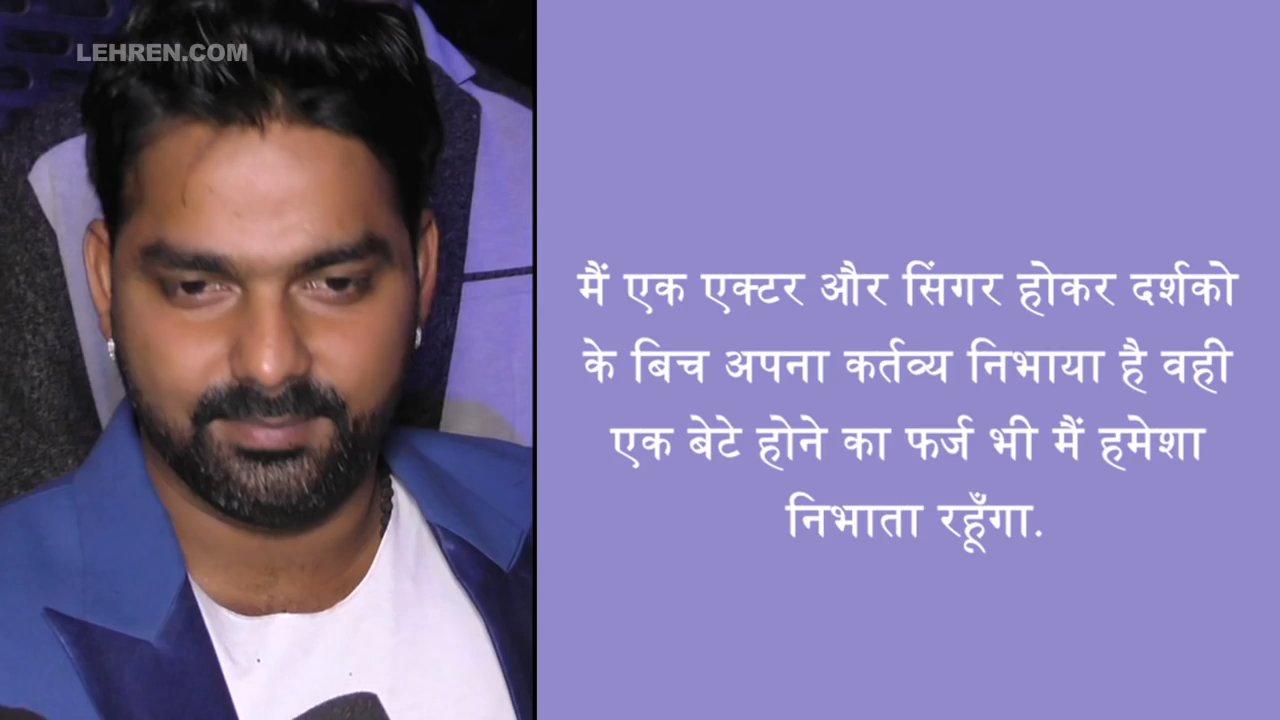 LEHREN.COM
मैं एक एक्टर और सिंगर होकर दर्शको
के बिच अपना कर्तव्य निभाया है वही
एक बेटे होने का फर्ज भी मैं हमेशा
निभाता रहूँगा.